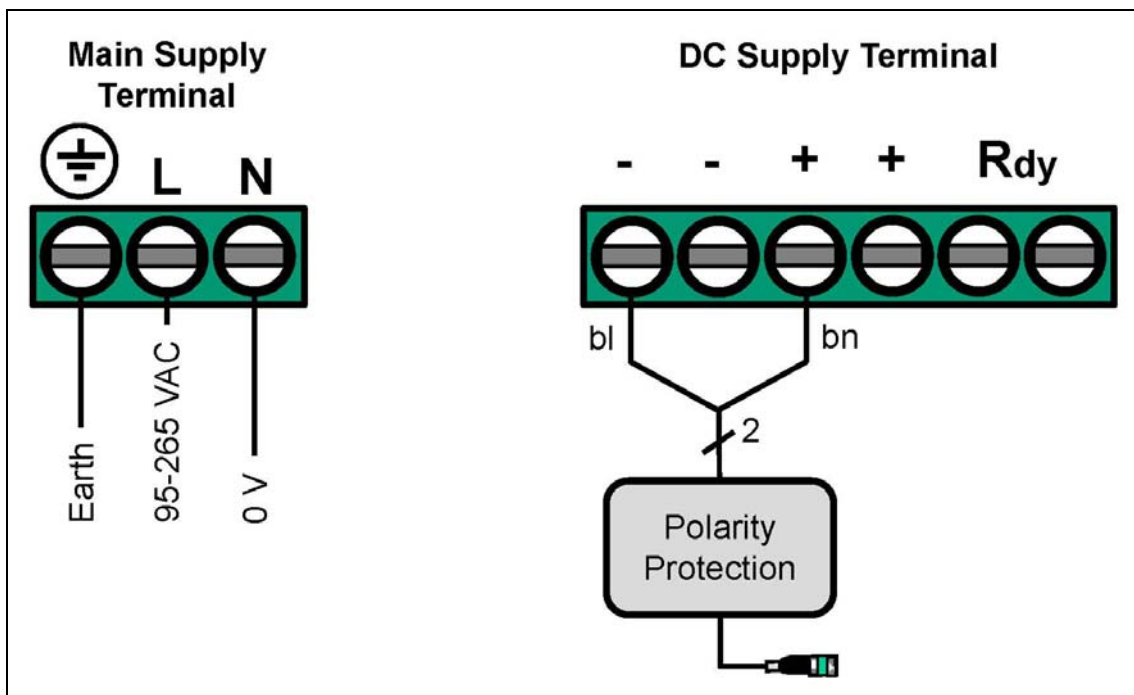 Main Supply
Terminal
L N
Earth
95-265 VAC
0 V
DC Supply Terminal
- - + + Rdy
bl bn
2
Polarity
Protection